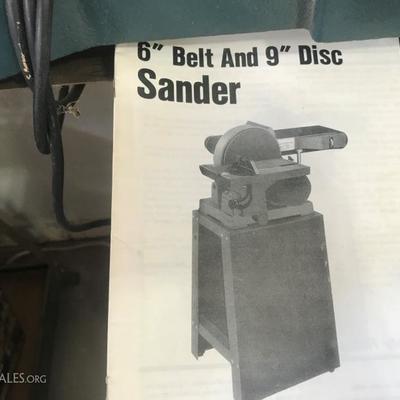 6" Belt And 9" Disc
Sander
ALES.ORG